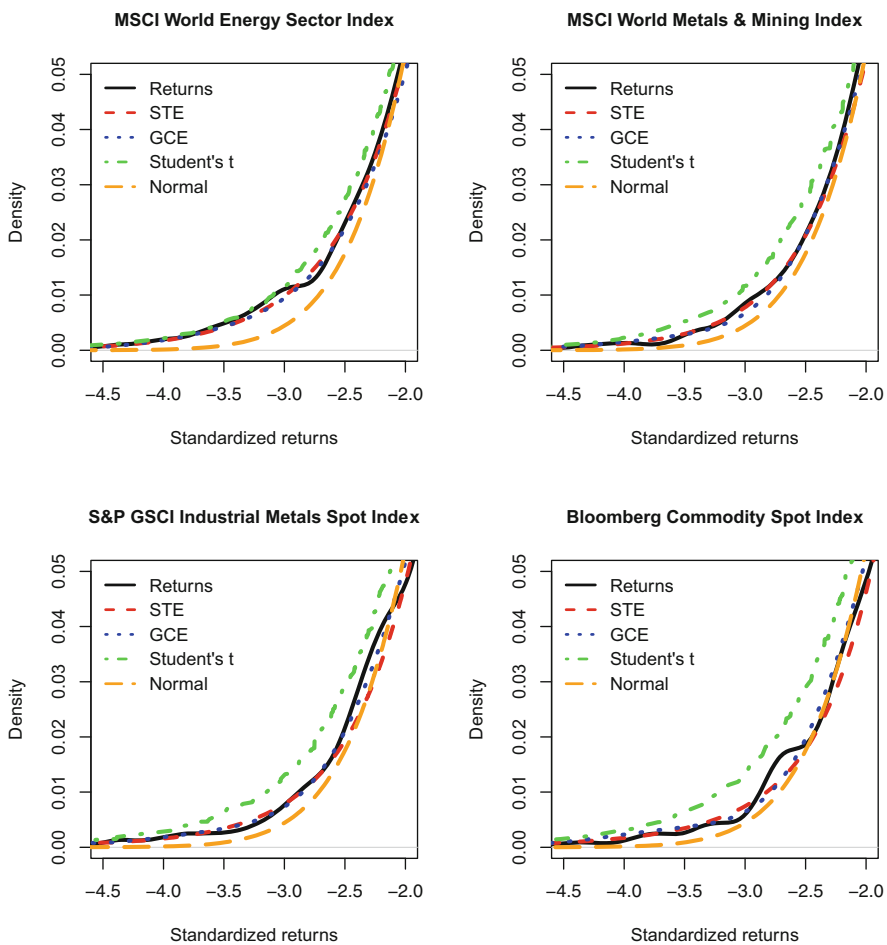 MSCI World Energy Sector Index
Density
0.05
0.04
0.03
0.02
0.01
0.00
Returns
STE
GCE
Student's t
Normal
−4.5 −4.0 −3.5 −3.0 −2.5 −2.0
Standardized returns
MSCI World Metals & Mining Index
Density
0.05
0.04
0.03
0.02
0.01
0.00
Returns
STE
GCE
Student's t
Normal
−4.5 −4.0 −3.5 −3.0 −2.5 −2.0
Standardized returns
S&P GSCI Industrial Metals Spot Index
Density
0.05
0.04
0.03
0.02
0.01
0.00
Returns
STE
GCE
Student's t
Normal
−4.5 −4.0 −3.5 −3.0 −2.5 −2.0
Standardized returns
Bloomberg Commodity Spot Index
Density
0.05
0.04
0.03
0.02
0.01
0.00
Returns
STE
GCE
Student's t
Normal
−4.5 −4.0 −3.5 −3.0 −2.5 −2.0
Standardized returns